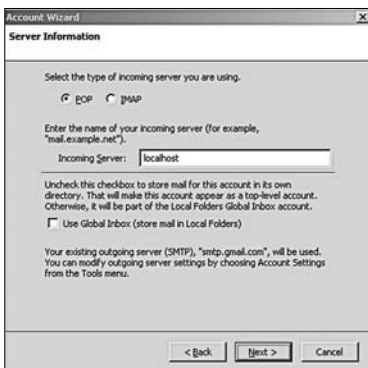 Account Wizard
Server Information
Select the type of incoming server you are using.
POP IMAP
Enter the name of your incoming server (for example,
"mail.example.net").
Incoming Server: localhost
Uncheck this checkbox to store mail for this account in its own
directory. That will make this account appear as a top-level account.
Otherwise, it will be part of the Local Folders Global Inbox account.
Use Global Inbox (store mail in Local Folders)
Your existing outgoing server (SMTP), "smtp.gmail.com", will be used.
You can modify outgoing server settings by choosing Account Settings
from the Tools menu.
< Back Next > Cancel